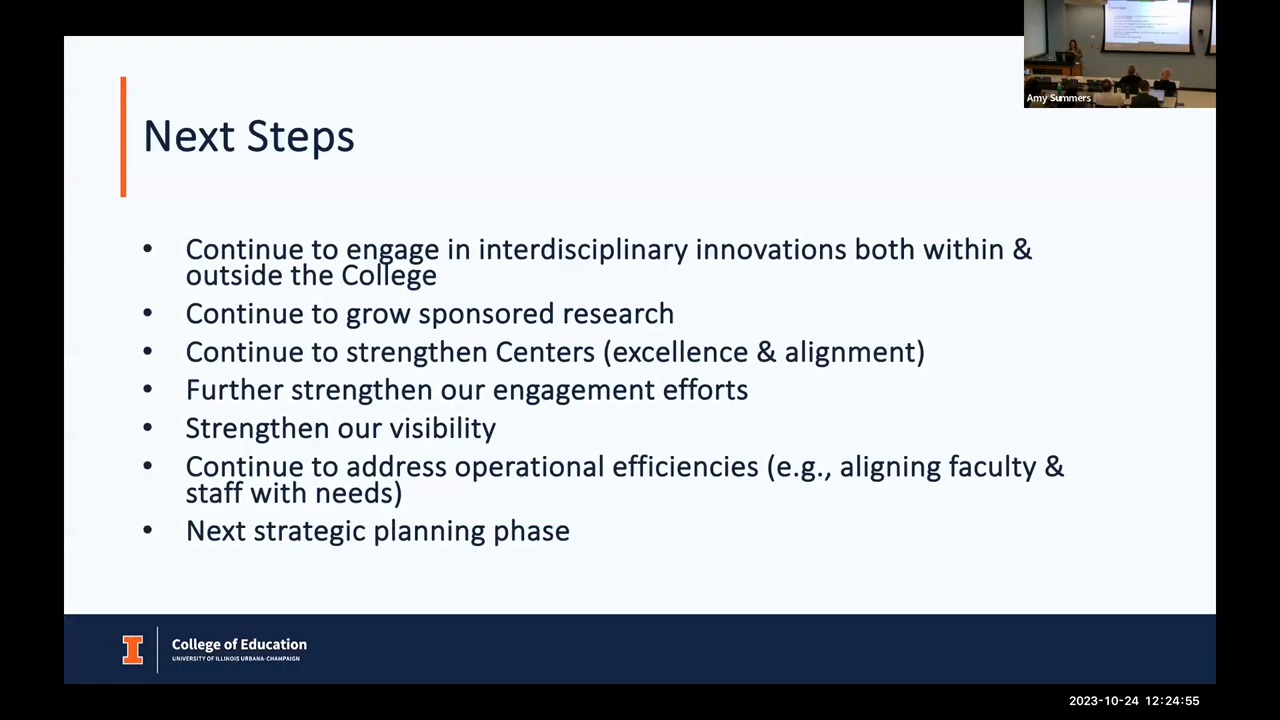 Amy Summers
Next Steps
• Continue to engage in interdisciplinary innovations both within &
outside the College
• Continue to grow sponsored research
• Continue to strengthen Centers (excellence & alignment)
• Further strengthen our engagement efforts
• Strengthen our visibility
• Continue to address operational efficiencies (e.g., aligning faculty &
staff with needs)
• Next strategic planning phase
I
College of Education
UNIVERSITY OF ILLINOIS URBANA-CHAMPAIGN
2023-10-24 12:24:55